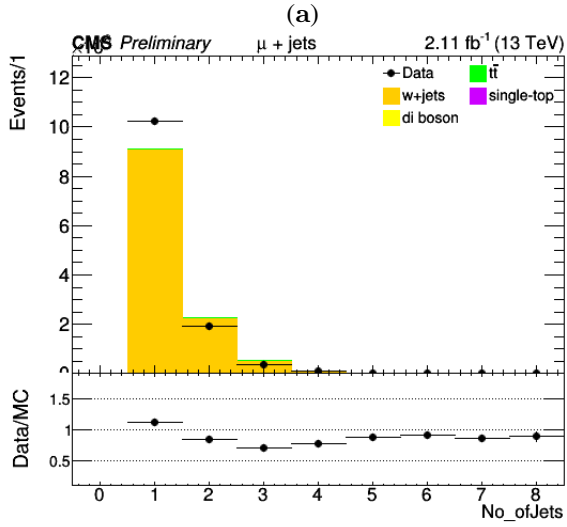 (a)
CMS Preliminary μ + jets 2.11 fb⁻¹ (13 TeV)
Events/1
12
10
8
6
4
2
0
Data
w+jets
di boson
tt̄
single-top
Data/MC
1.5
1
0.5
0 1 2 3 4 5 6 7 8
No_ofJets